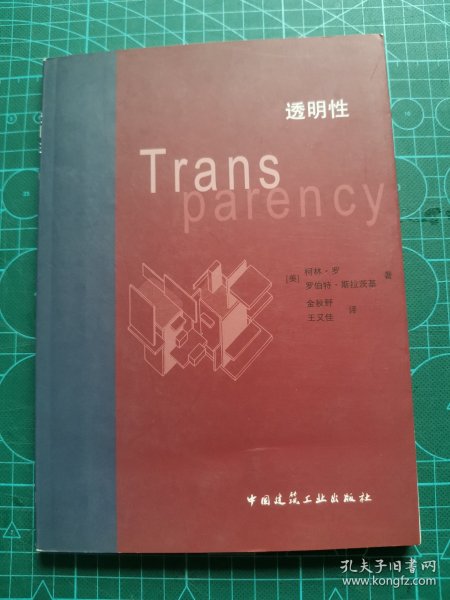 透明性
Trans
parency
[美] 柯林·罗
罗伯特·斯拉茨基 著
金秋野
王又佳 译
中国建筑工业出版社
孔夫子旧书网
www.kongfz.com